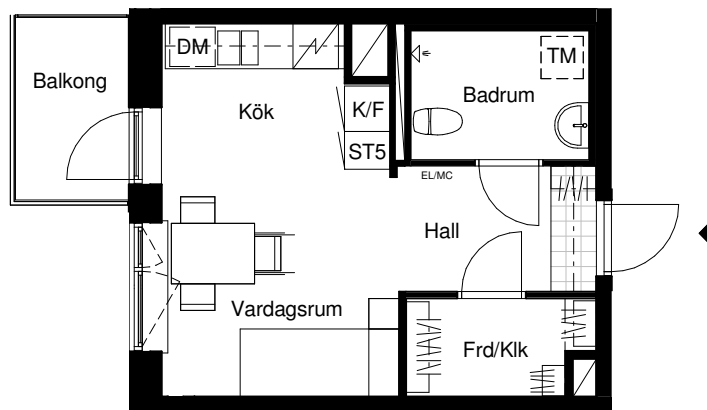 DM
TM
Balkong
Badrum
Kök
K/F
ST5
EL/MC
Hall
Vardagsrum
Frd/Klk